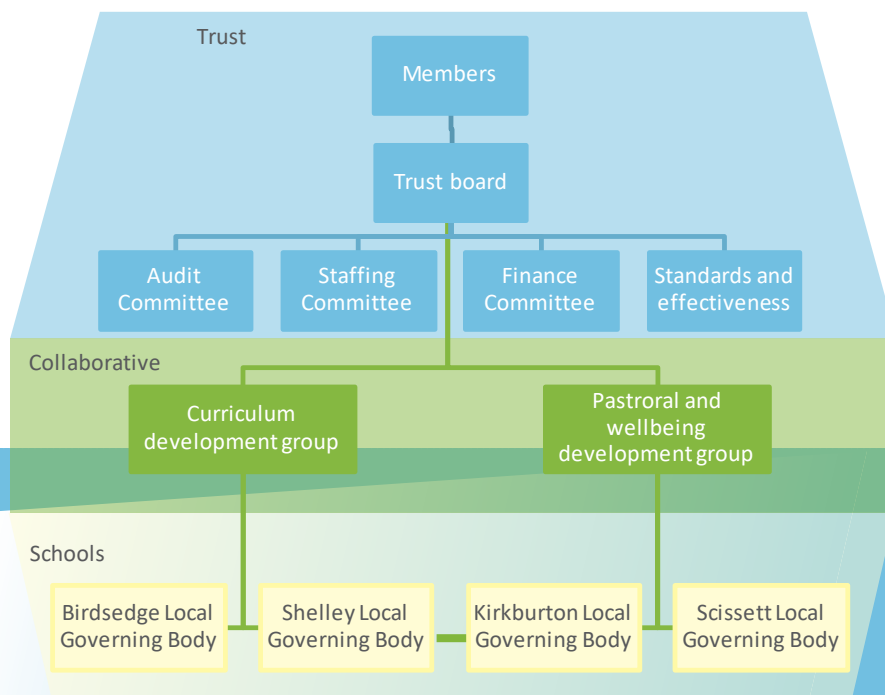 Trust
Members
Trust board
Audit
Committee
Staffing
Committee
Finance
Committee
Standards and
effectiveness
Collaborative
Curriculum
development group
Pastroral and
wellbeing
development group
Schools
Birdsedge Local
Governing Body
Shelley Local
Governing Body
Kirkburton Local
Governing Body
Scissett Local
Governing Body